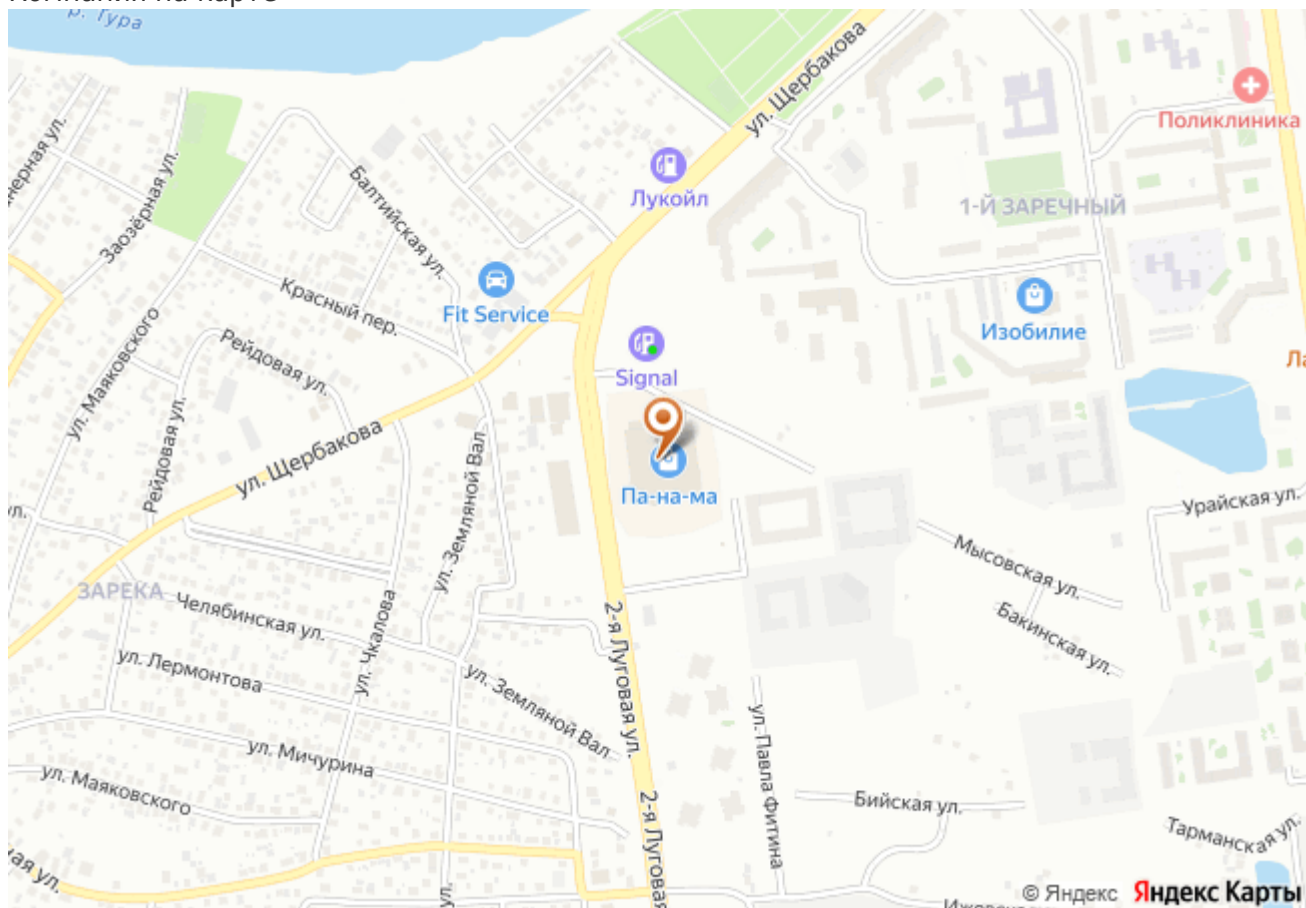 р. Тура
ул. Щербакова
Поликлиника
Лукойл
1-Й ЗАРЕЧНЫЙ
Заозёрная ул.
Балтийская ул.
Fit Service
Красный пер.
Изобилие
ул. Маяковского
Рейдовая ул.
Signal
Рейдовая ул.
ул. Щербакова
ул. Земляной Вал
Па-на-ма
Урайская ул.
Мысовская ул.
ЗАРЕКА
Челябинская ул.
ул. Чкалова
2-я Луговая ул.
Бакинская ул.
ул. Лермонтова
ул. Земляной Вал
ул. Мичурина
ул. Павла Фитина
ул. Маяковского
2-я Луговая
Бийская ул.
Тарманская ул.
ул.
© Яндекс Яндекс Карты